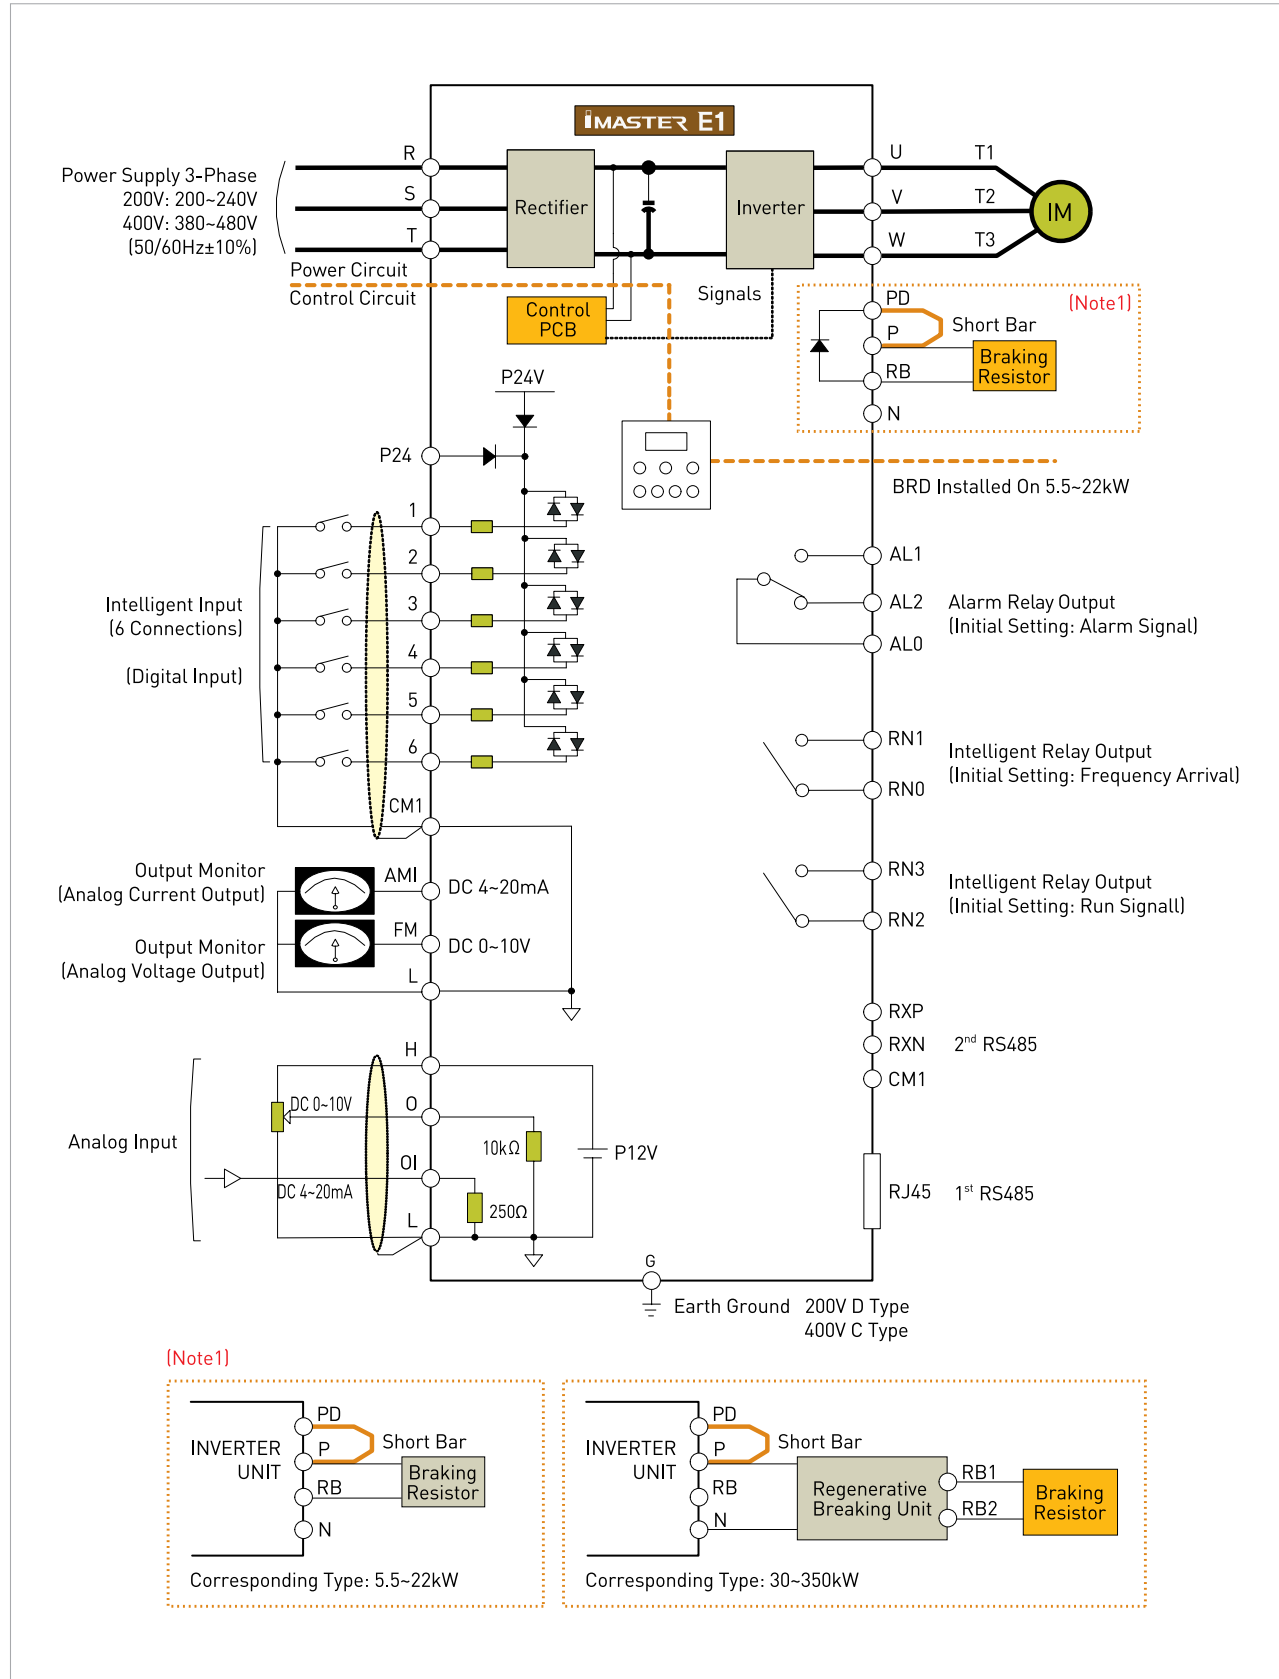 iMASTER E1
Power Supply 3-Phase
200V: 200~240V
400V: 380~480V
(50/60Hz±10%)
R
S
T
Rectifier
Inverter
U
V
W
T1
T2
T3
IM
Power Circuit
Control Circuit
Control
PCB
Signals
(Note1)
PD
P
RB
N
Short Bar
Braking
Resistor
BRD Installed On 5.5~22kW
P24V
P24
Intelligent Input
(6 Connections)
(Digital Input)
1
2
3
4
5
6
CM1
AL1
AL2
AL0
Alarm Relay Output
(Initial Setting: Alarm Signal)
RN1
RN0
Intelligent Relay Output
(Initial Setting: Frequency Arrival)
RN3
RN2
Intelligent Relay Output
(Initial Setting: Run Signall)
Output Monitor
(Analog Current Output)
AMI
DC 4~20mA
Output Monitor
(Analog Voltage Output)
FM
DC 0~10V
L
RXP
RXN
CM1
2nd RS485
Analog Input
H
DC 0~10V
O
10kΩ
P12V
OI
DC 4~20mA
250Ω
L
RJ45
1st RS485
G
Earth Ground
200V D Type
400V C Type
(Note1)
INVERTER
UNIT
PD
P
RB
N
Short Bar
Braking
Resistor
Corresponding Type: 5.5~22kW
INVERTER
UNIT
PD
P
RB
N
Short Bar
Regenerative
Breaking Unit
RB1
RB2
Braking
Resistor
Corresponding Type: 30~350kW